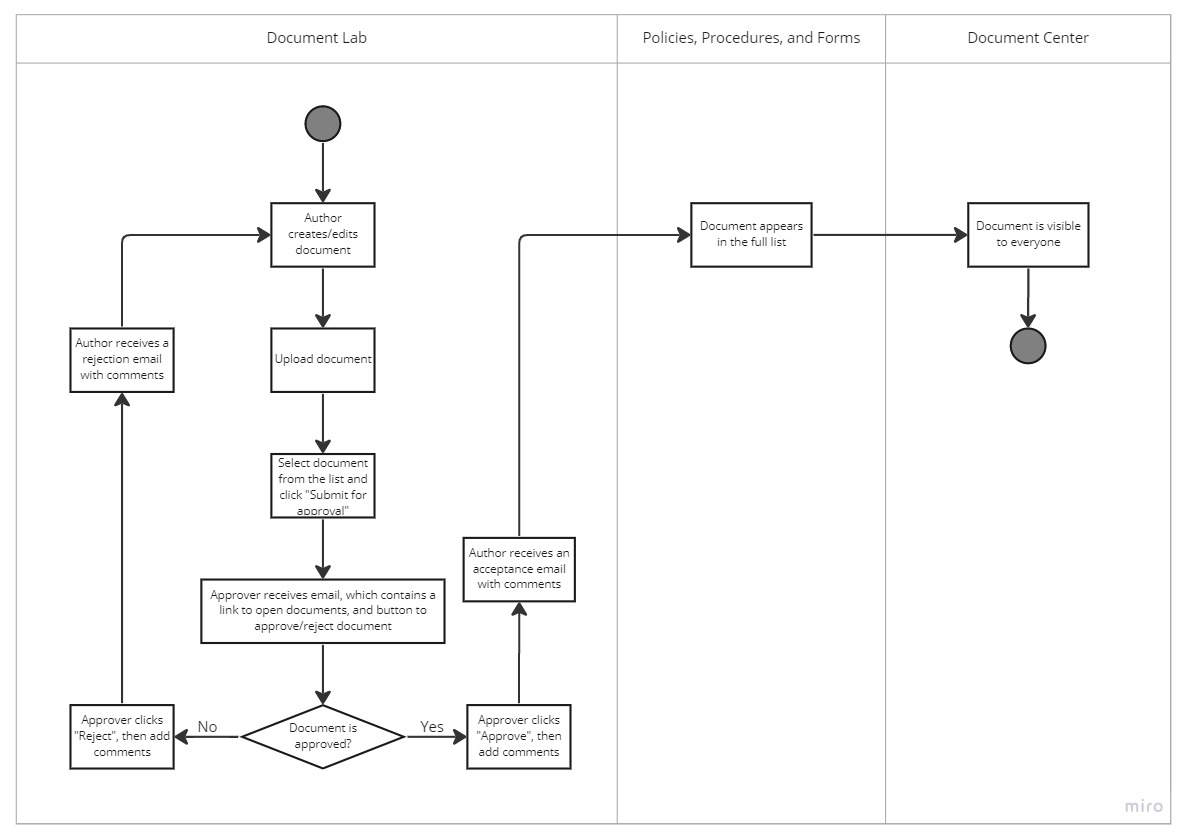 Document Lab
Policies, Procedures, and Forms
Document Center
Author
creates/edits
document
Document appears
in the full list
Document is visible
to everyone
Author receives a
rejection email
with comments
Upload document
Select document
from the list and
click "Submit for
approval"
Author receives an
acceptance email
with comments
Approver receives email, which contains a
link to open documents, and button to
approve/reject document
Approver clicks
"Reject", then add
comments
No
Document is
approved?
Yes
Approver clicks
"Approve", then
add comments
miro